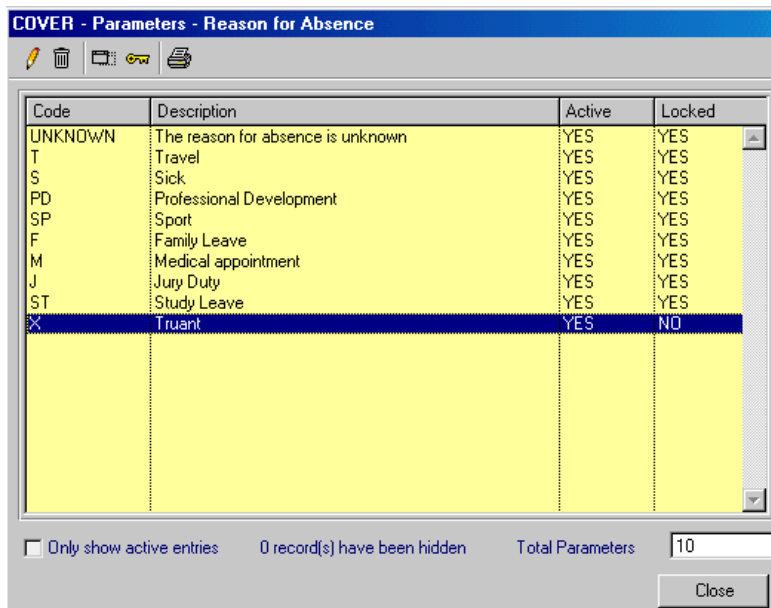 COVER - Parameters - Reason for Absence
Code Description Active Locked
UNKNOWN The reason for absence is unknown YES YES
T Travel YES YES
S Sick YES YES
PD Professional Development YES YES
SP Sport YES YES
F Family Leave YES YES
M Medical appointment YES YES
J Jury Duty YES YES
ST Study Leave YES YES
X Truant YES NO
Only show active entries 0 record(s) have been hidden Total Parameters 10
Close